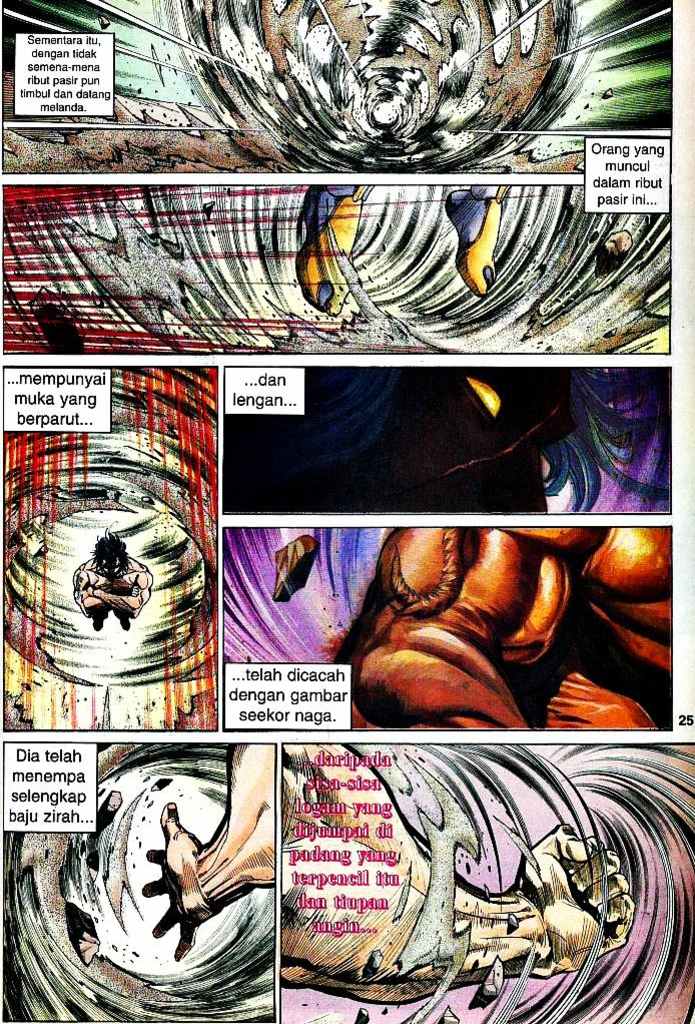 Sementara itu,
dengan tidak
semena-mena
ribut pasir pun
timbul dan datang
melanda.
Orang yang
muncul
dalam ribut
pasir ini...
...mempunyai
muka yang
berparut...
...dan
lengan...
...telah dicacah
dengan gambar
seekor naga.
25
Dia telah
menempa
selengkap
baju zirah...
...daripada
sisa-sisa
logam yang
dijumpai di
padang yang
terpencil itu
dan tiupan
angin...